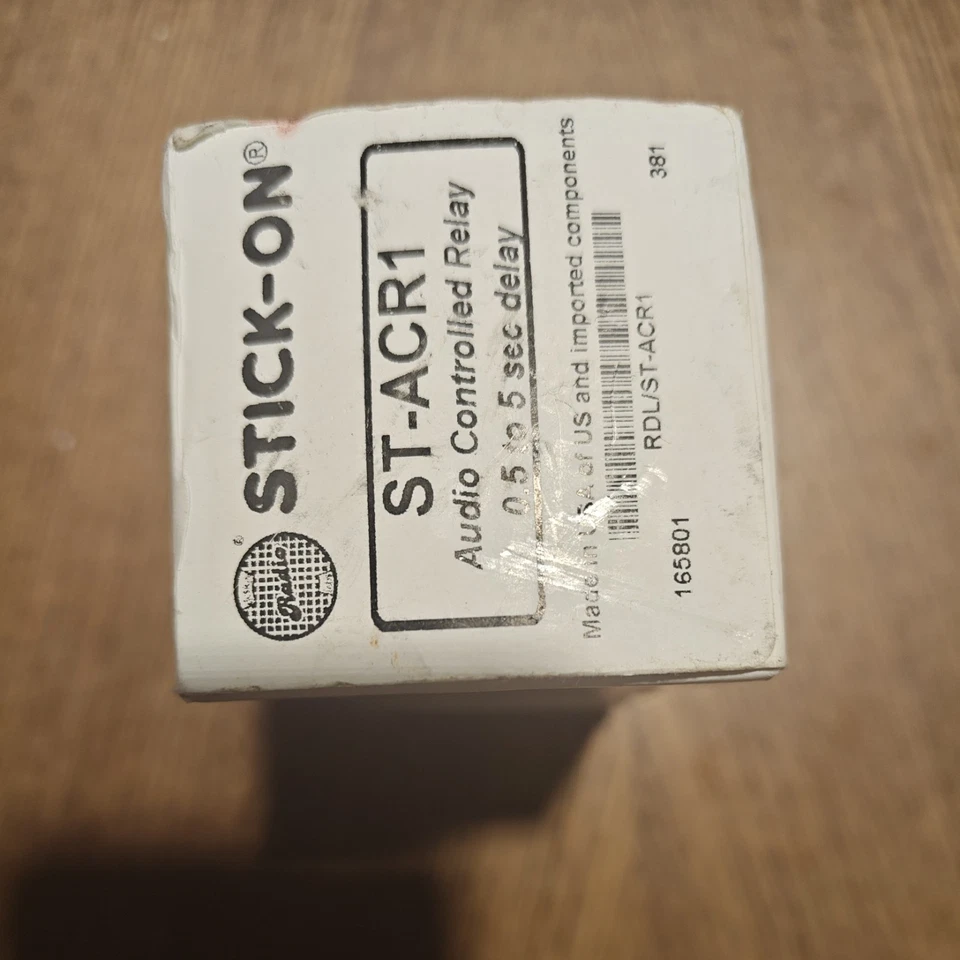 Radio
STICK-ON®
ST-ACR1
Audio Controlled Relay
0.5 to 5 sec delay
Made in USA of US and imported components
RDL/ST-ACR1
165801
381